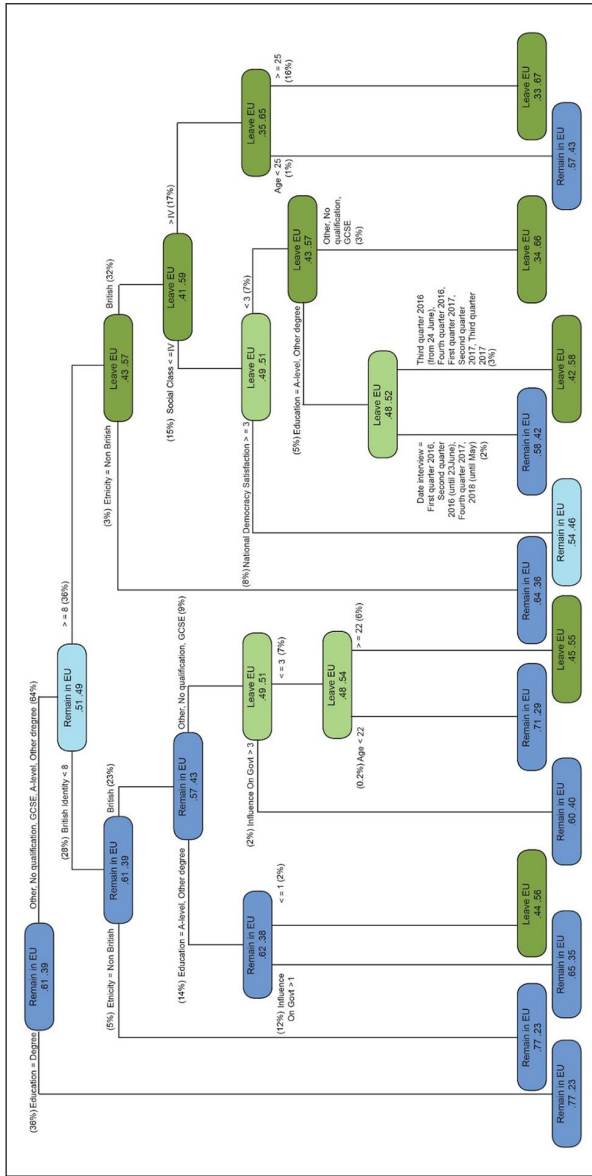 Remain in EU
.61 .39
(36%) Education = Degree
Other, No qualification, GCSE, A-level, Other dregree (64%)
Remain in EU
.51 .49
(28%) British Identity < 8
> = 8 (36%)
Remain in EU
.61 .39
(5%) Etnicity = Non British
British (23%)
Leave EU
.43 .57
(3%) Etnicity = Non British
British (32%)
Remain in EU
.57 .43
(14%) Education = A-level, Other degree
Other, No qualification, GCSE (9%)
Leave EU
.41 .59
(15%) Social Class < =IV
> IV (17%)
Remain in EU
.62 .38
(12%) Influence
On Govt >1
< = 1 (2%)
Leave EU
.49 .51
(2%) Influence On Govt > 3
< = 3 (7%)
Leave EU
.49 .51
(8%) National Democracy Satisfaction > = 3
< 3 (7%)
Leave EU
.35 .65
Age < 25
(1%)
> = 25
(16%)
Leave EU
.48 .54
(0.2%) Age < 22
> = 22 (6%)
Leave EU
.43 .57
(5%) Education = A-level, Other degree
Other, No
qualification,
GCSE
(3%)
Leave EU
.48 .52
Date interview =
First quarter 2016,
Second quarter
2016 (until 23June),
Fourth quarter 2017,
2018 (until May)
(2%)
Third quarter 2016
(from 24 June),
Fourth quarter 2016,
First quarter 2017,
Second quarter
2017, Third quarter
2017
(3%)
Remain in EU
.77 .23
Remain in EU
.77 .23
Remain in EU
.65 .35
Leave EU
.44 .56
Remain in EU
.60 .40
Remain in EU
.71 .29
Leave EU
.45 .55
Remain in EU
.64 .36
Remain in EU
.54 .46
Remain in EU
.58 .42
Leave EU
.42 .58
Leave EU
.34 .66
Remain in EU
.57 .43
Leave EU
.33 .67